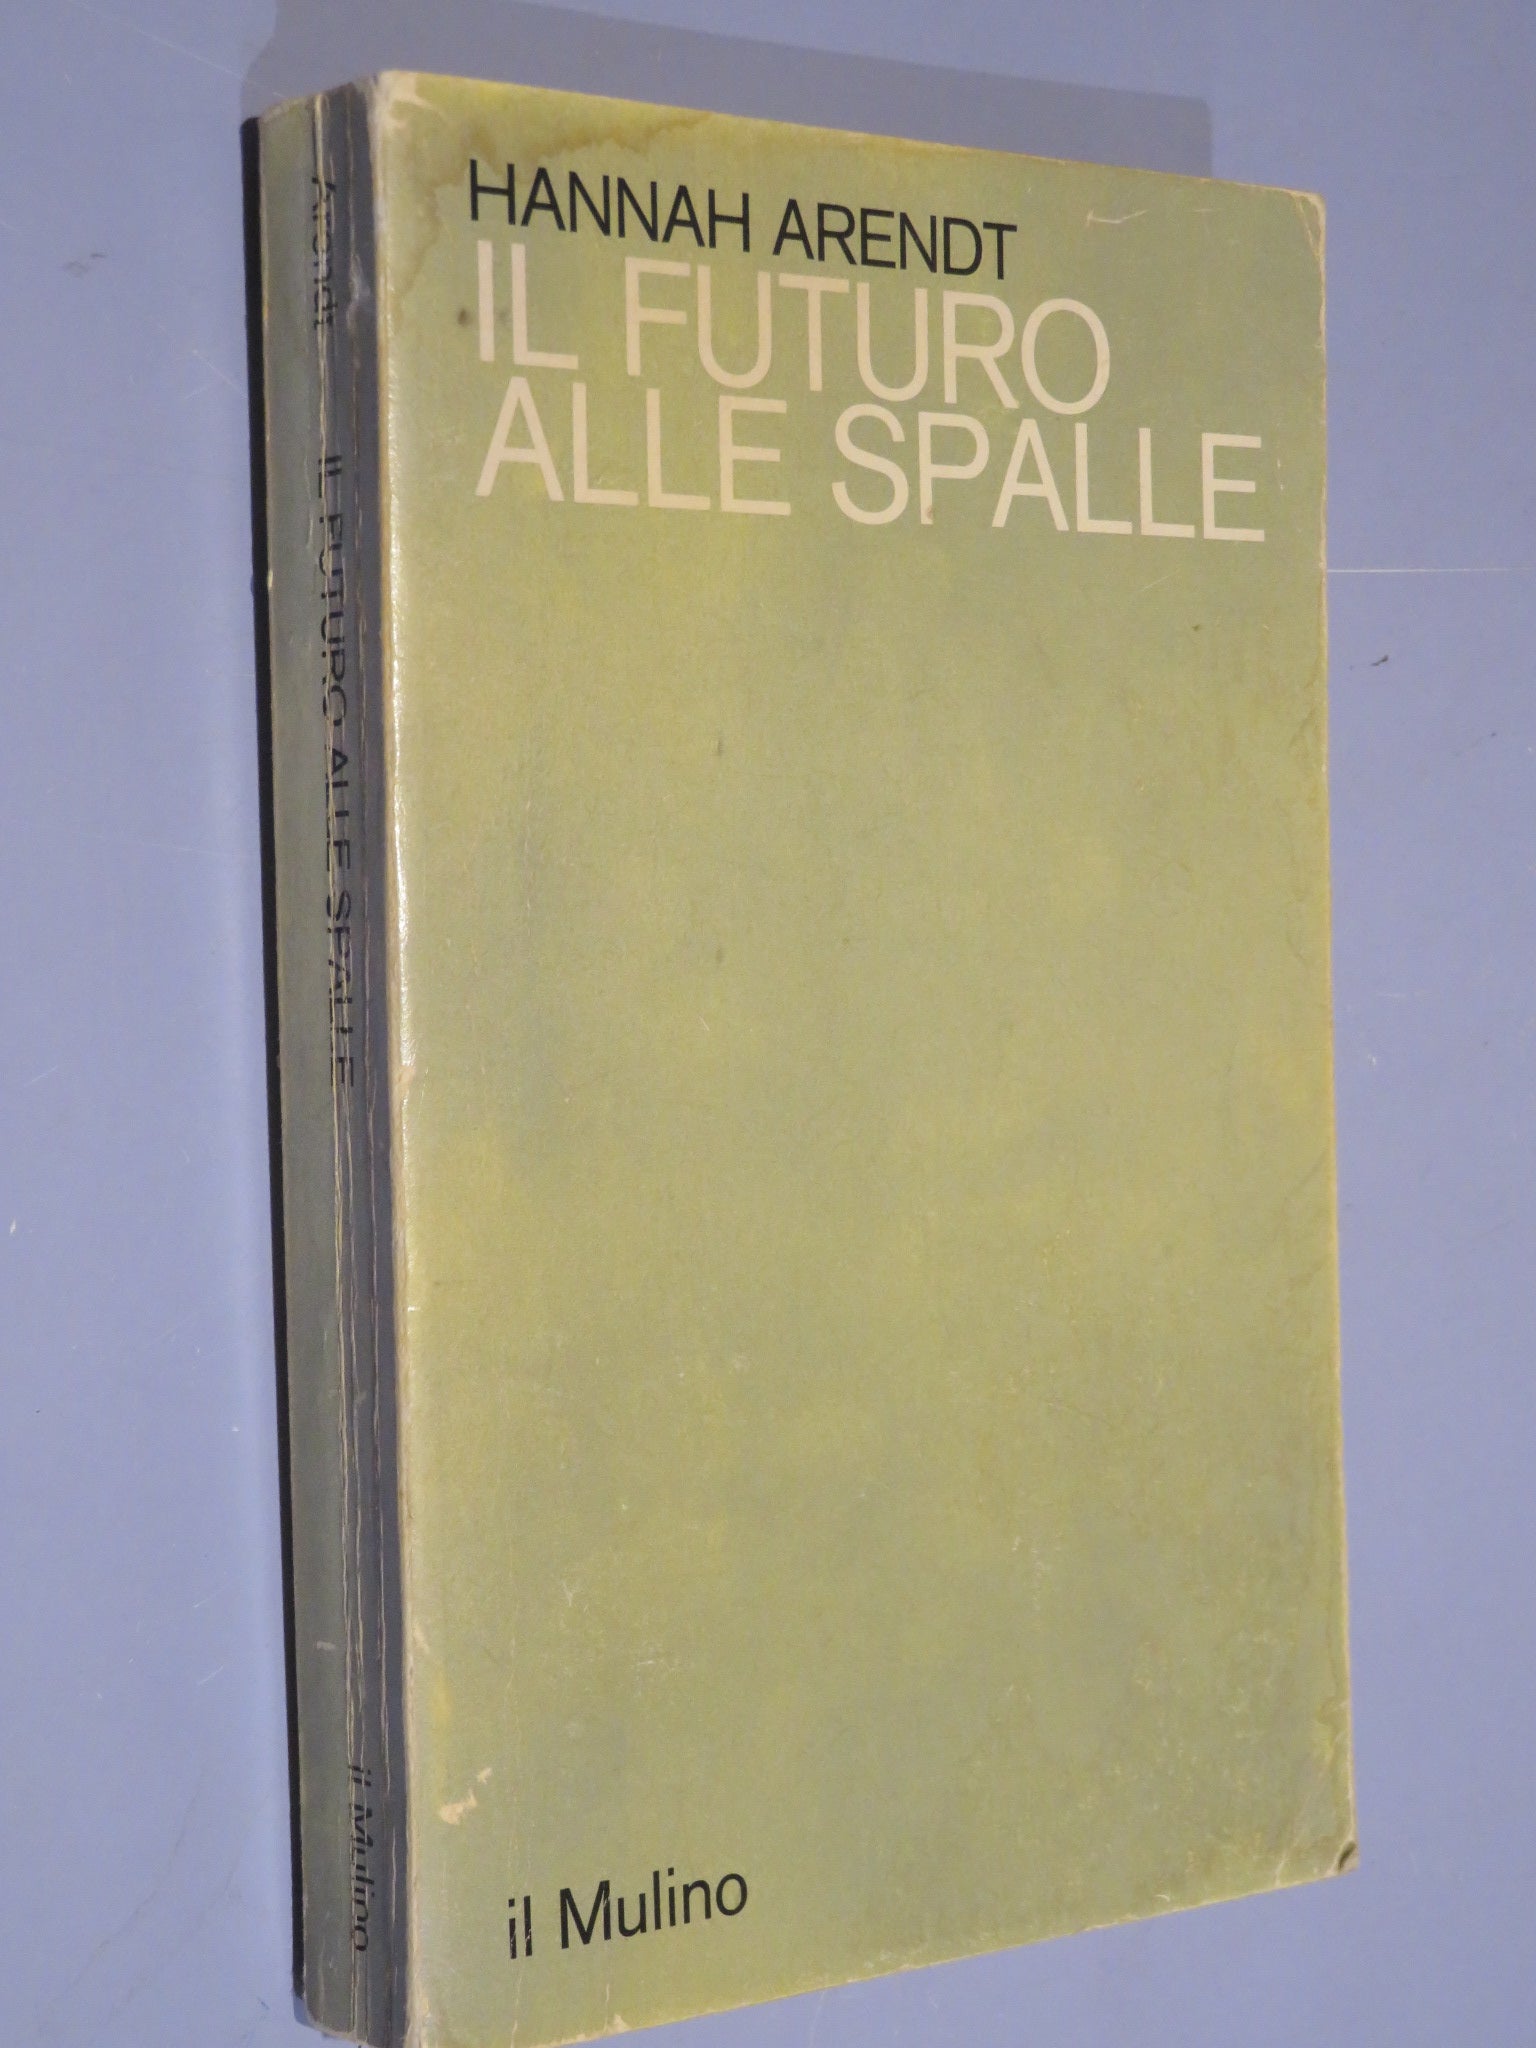 HANNAH ARENDT
IL FUTURO
ALLE SPALLE
il Mulino
Arendt IL FUTURO ALLE SPALLE il Mulino